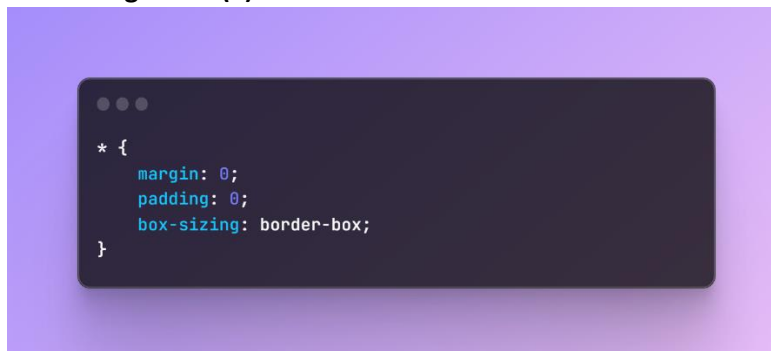 * {
    margin: 0;
    padding: 0;
    box-sizing: border-box;
}